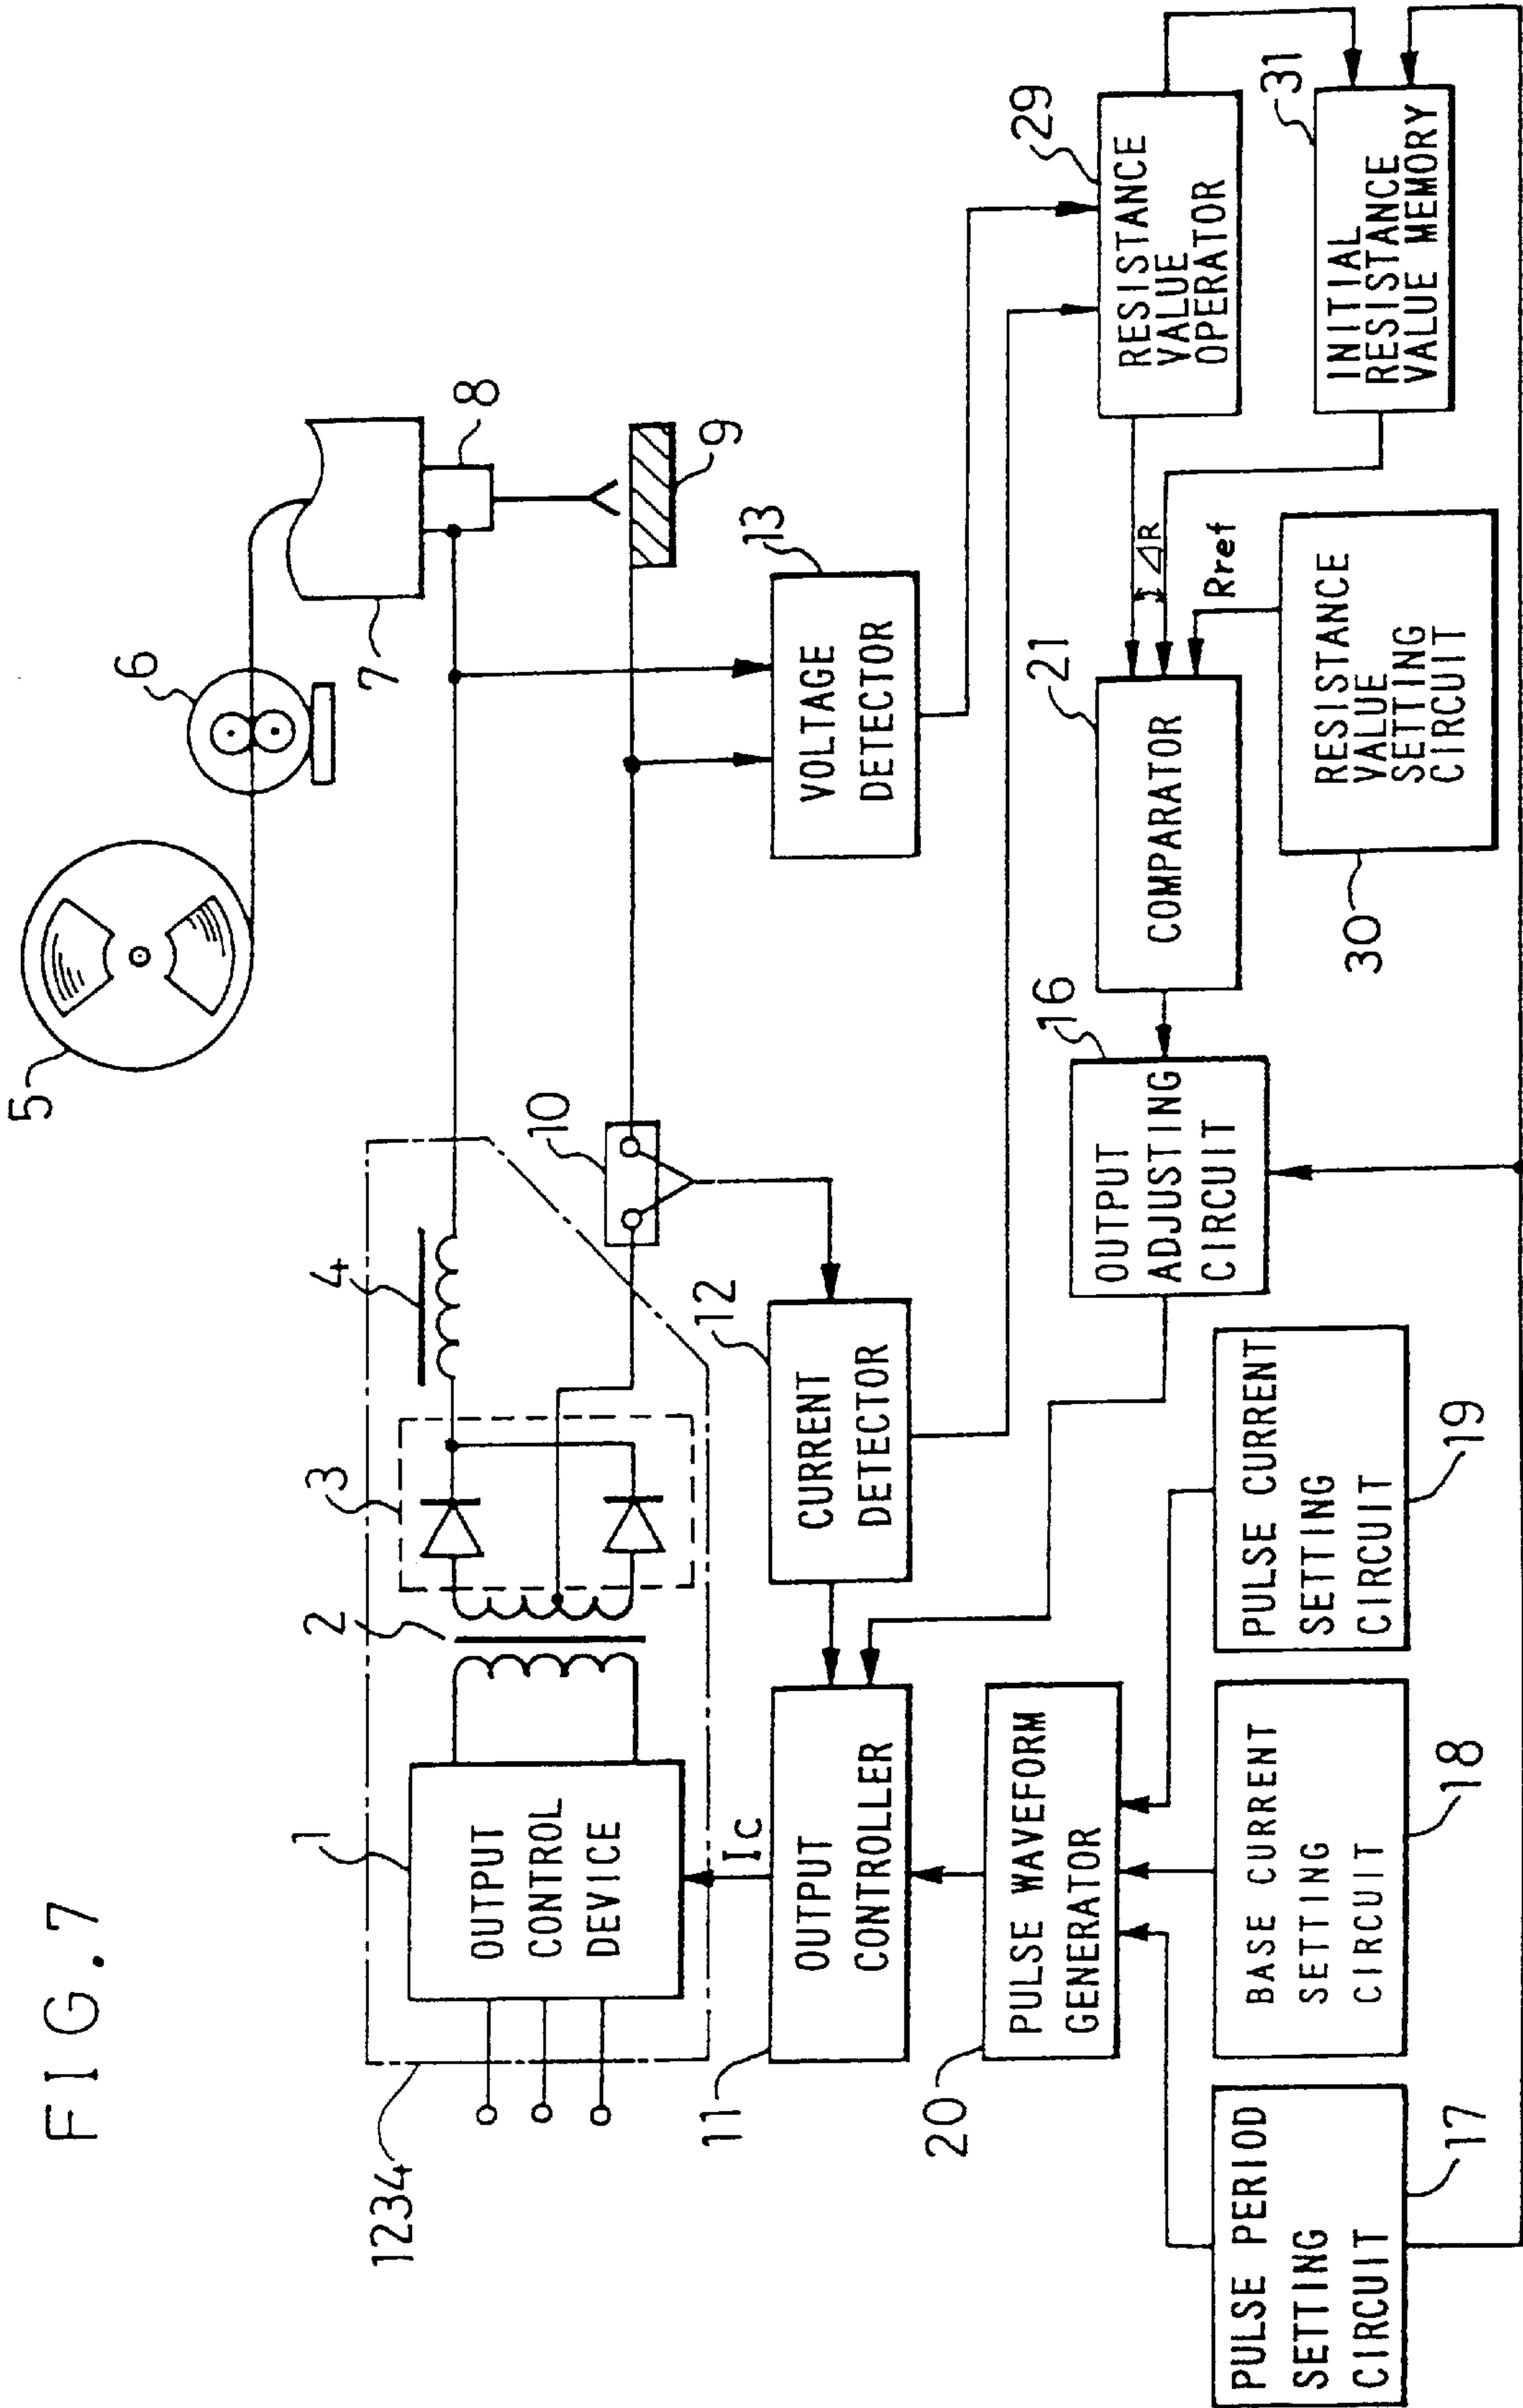 FIG.7
5
6
7
8
9
1234
1
OUTPUT
CONTROL
DEVICE
2
3
4
10
Ic
11
OUTPUT
CONTROLLER
12
CURRENT
DETECTOR
13
VOLTAGE
DETECTOR
20
PULSE WAVEFORM
GENERATOR
16
OUTPUT
ADJUSTING
CIRCUIT
21
COMPARATOR
ΔR
Rref
29
RESISTANCE
VALUE
OPERATOR
31
INITIAL
RESISTANCE
VALUE MEMORY
PULSE PERIOD
SETTING
CIRCUIT
17
BASE CURRENT
SETTING
CIRCUIT
18
PULSE CURRENT
SETTING
CIRCUIT
19
30
RESISTANCE
VALUE
SETTING
CIRCUIT